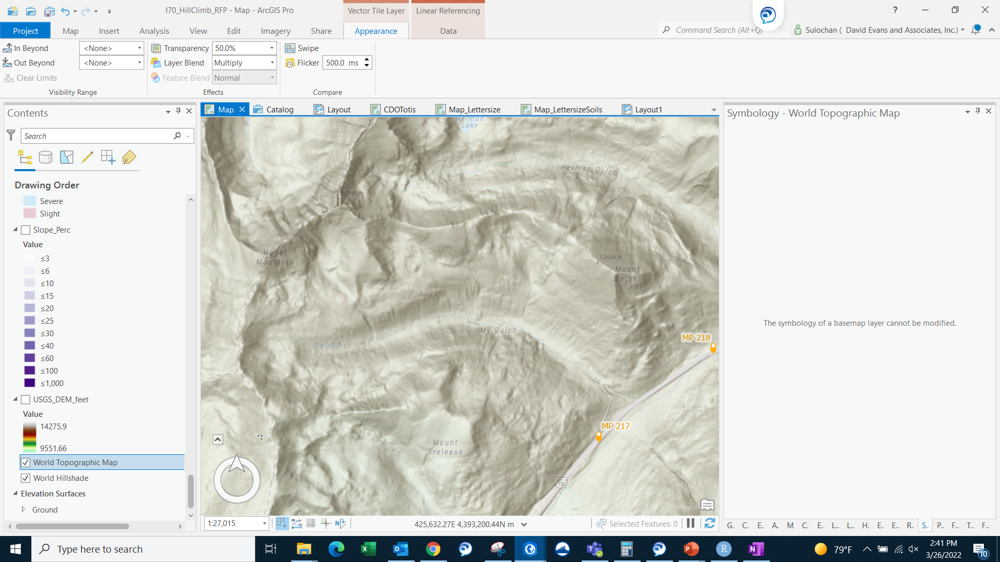 I70_HillClimb_RFP - Map - ArcGIS Pro
Vector Tile Layer
Linear Referencing
?
Project
Map
Insert
Analysis
View
Edit
Imagery
Share
Appearance
Data
Command Search (Alt+Q)
Sulochan ( David Evans and Associates, Inc.)
In Beyond
<None>
Out Beyond
<None>
Clear Limits
Visibility Range
Transparency
50.0%
Layer Blend
Multiply
Feature Blend
Normal
Effects
Swipe
Flicker
500.0 ms
Compare
Contents
Search
Drawing Order
Severe
Slight
Slope_Perc
Value
≤3
≤6
≤10
≤15
≤20
≤25
≤30
≤40
≤60
≤100
≤1,000
USGS_DEM_feet
Value
14275.9
9551.66
World Topographic Map
World Hillshade
Elevation Surfaces
Ground
Map
Catalog
Layout
CDOTotis
Map_Lettersize
Map_LettersizeSoils
Layout1
Herman
Lake
Herman Gulch
Haget
Mountain
12696 ft
Mount
Bethel
Dry Gulch
Dry Gulch
MP 218
MP 217
Mount
Trelease
70
1:27,015
425,632.27E 4,393,200.44N m
Selected Features: 0
Symbology - World Topographic Map
The symbology of a basemap layer cannot be modified.
G. C. E.. A. M C. E.. L.. L.. H. E.. E.. R. S.. P.. F.. T.. F..
Type here to search
79°F
2:41 PM
3/26/2022
10